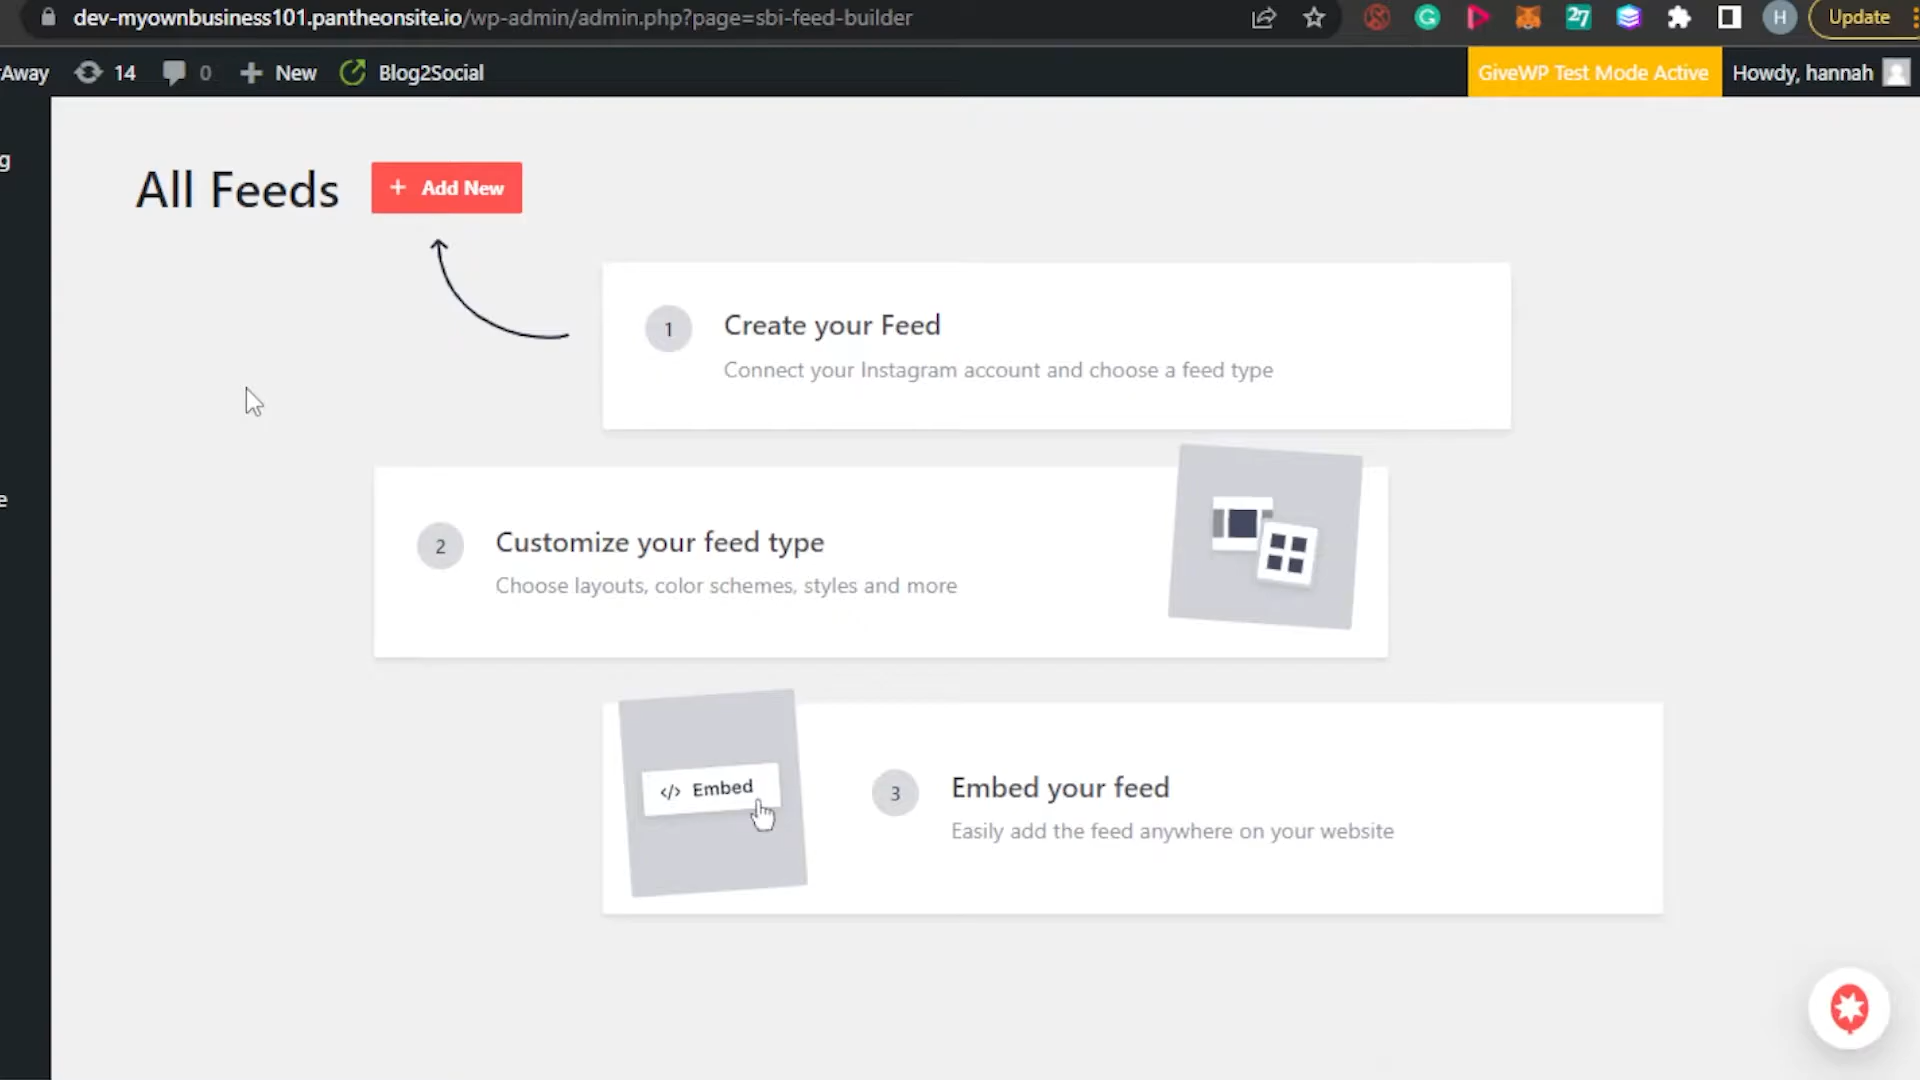 dev-myownbusiness101.pantheonsite.io/wp-admin/admin.php?page=sbi-feed-builder
27
H
Update
Away
14
0
New
Blog2Social
GiveWP Test Mode Active
Howdy, hannah
g
All Feeds
+ Add New
1
Create your Feed
Connect your Instagram account and choose a feed type
2
Customize your feed type
Choose layouts, color schemes, styles and more
e
</> Embed
3
Embed your feed
Easily add the feed anywhere on your website